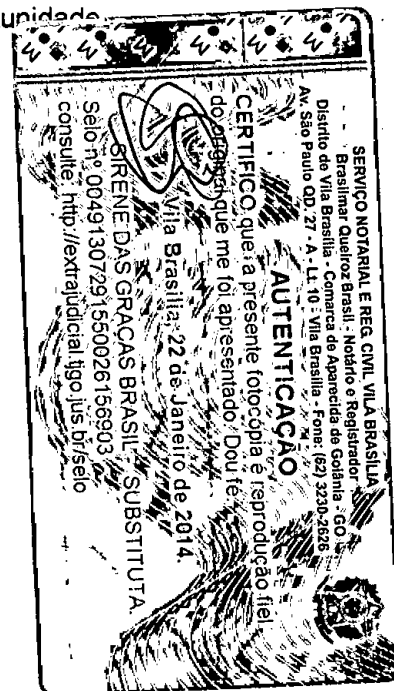 unidade
SERVIÇO NOTARIAL E REG. CIVIL VILA BRASÍLIA
Brasilmar Queiroz Brasil - Notário e Registrador
Distrito de Vila Brasília - Comarca de Aparecida de Goiânia - GO
Av. São Paulo QD. 27 - A - Lt. 10 - Vila Brasília - Fone: (62) 3230-2626
AUTENTICAÇÃO
CERTIFICO que a presente fotocópia é reprodução fiel
do original que me foi apresentado. Dou fé.
Vila Brasília, 22 de Janeiro de 2014.
SIRENE DAS GRAÇAS BRASIL - SUBSTITUTA
Selo nº 00491307291550026156903
consulte: http://extrajudicial.tjgo.jus.br/selo